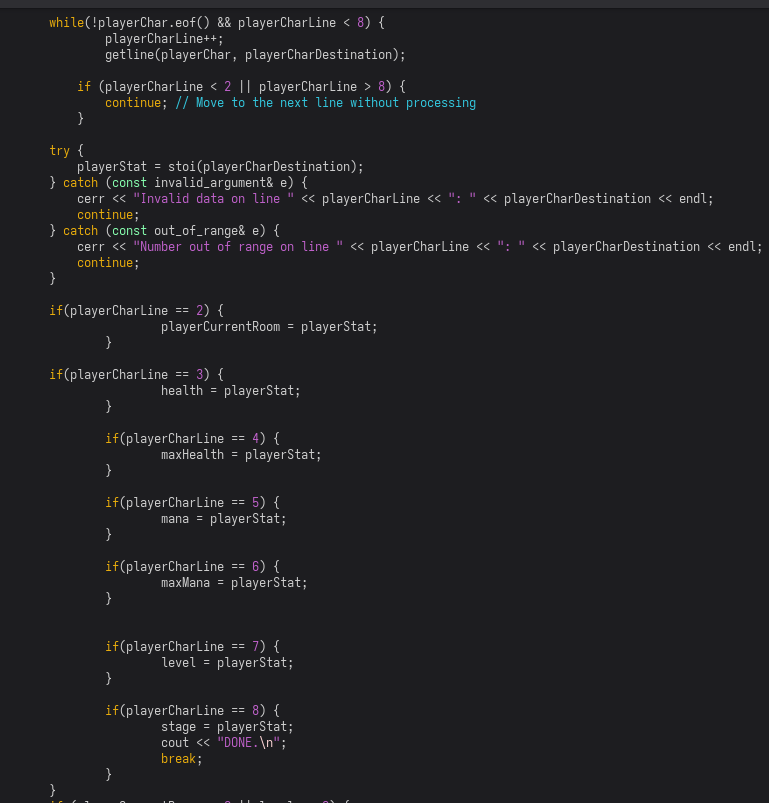 while(!playerChar.eof() && playerCharLine < 8) {
playerCharLine++;
getline(playerChar, playerCharDestination);
if (playerCharLine < 2 || playerCharLine > 8) {
continue; // Move to the next line without processing
}
try {
playerStat = stoi(playerCharDestination);
} catch (const invalid_argument& e) {
cerr << "Invalid data on line " << playerCharLine << ": " << playerCharDestination << endl;
continue;
} catch (const out_of_range& e) {
cerr << "Number out of range on line " << playerCharLine << ": " << playerCharDestination << endl;
continue;
}
if(playerCharLine == 2) {
playerCurrentRoom = playerStat;
}
if(playerCharLine == 3) {
health = playerStat;
}
if(playerCharLine == 4) {
maxHealth = playerStat;
}
if(playerCharLine == 5) {
mana = playerStat;
}
if(playerCharLine == 6) {
maxMana = playerStat;
}
if(playerCharLine == 7) {
level = playerStat;
}
if(playerCharLine == 8) {
stage = playerStat;
cout << "DONE.\n";
break;
}
}